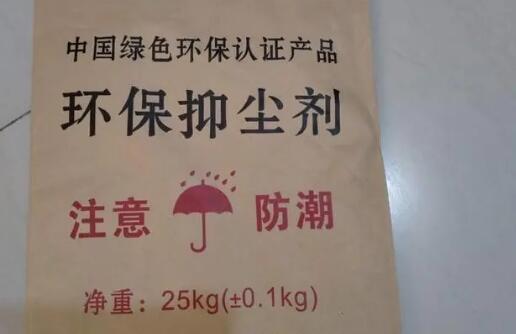 中国绿色环保认证产品
环保抑尘剂
注意 防潮
净重：25kg(±0.1kg)